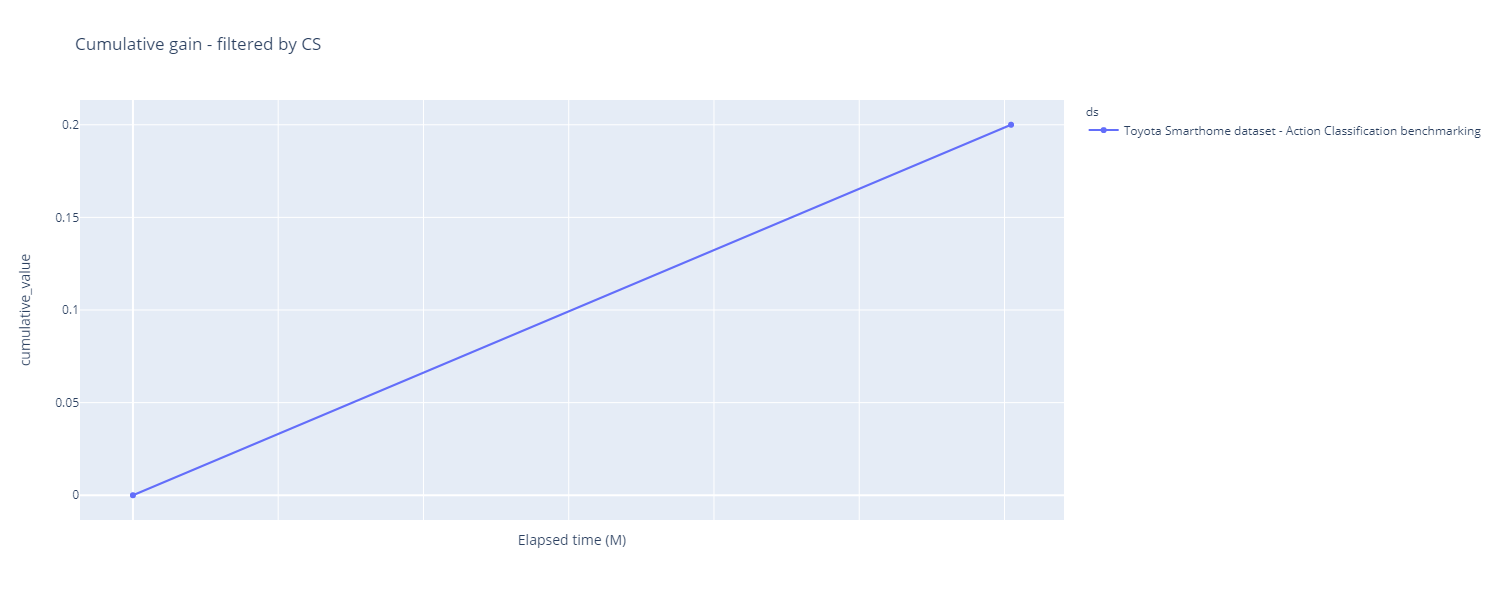 Cumulative gain - filtered by CS
ds
Toyota Smarthome dataset - Action Classification benchmarking
cumulative_value
0.2
0.15
0.1
0.05
0
Elapsed time (M)